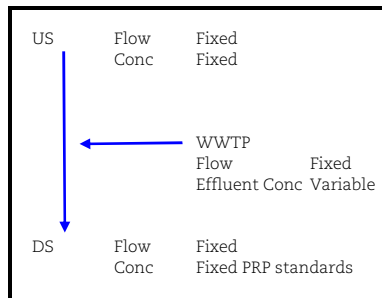 US Flow Fixed
Conc Fixed
WWTP
Flow Fixed
Effluent Conc Variable
DS Flow Fixed
Conc Fixed PRP standards